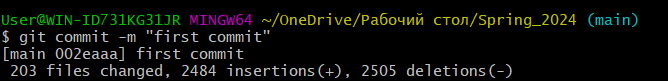 User@WIN-ID731KG31JR MINGW64 ~/OneDrive/Рабочий стол/Spring_2024 (main)
$ git commit -m "first commit"
[main 002eaaa] first commit
 203 files changed, 2484 insertions(+), 2505 deletions(-)